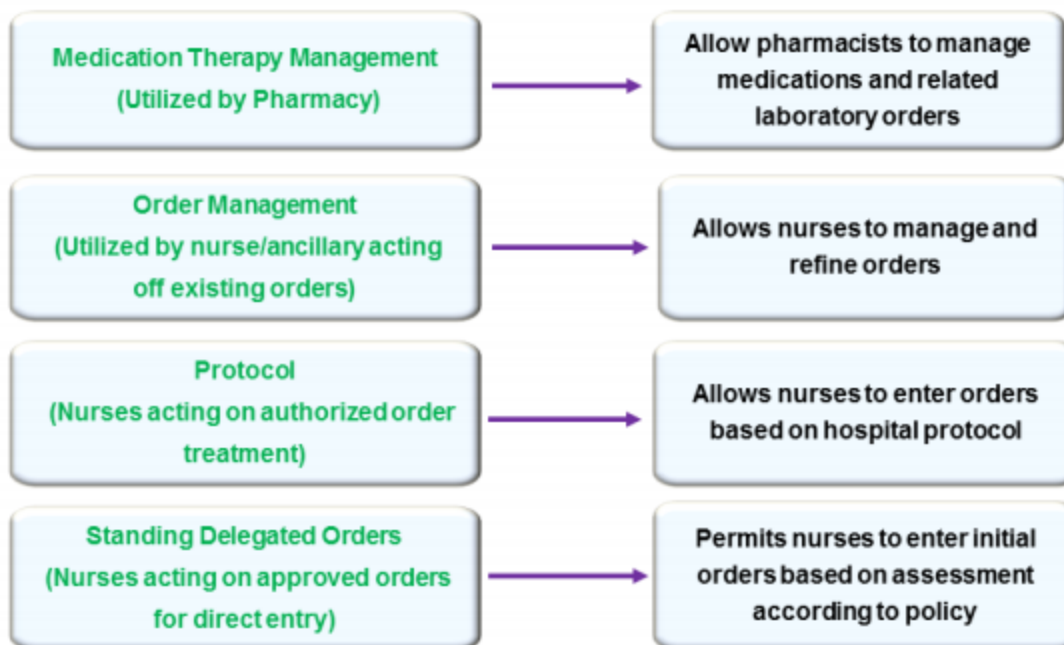 Medication Therapy Management
(Utilized by Pharmacy)
Allow pharmacists to manage
medications and related
laboratory orders
Order Management
(Utilized by nurse/ancillary acting
off existing orders)
Allows nurses to manage and
refine orders
Protocol
(Nurses acting on authorized order
treatment)
Allows nurses to enter orders
based on hospital protocol
Standing Delegated Orders
(Nurses acting on approved orders
for direct entry)
Permits nurses to enter initial
orders based on assessment
according to policy